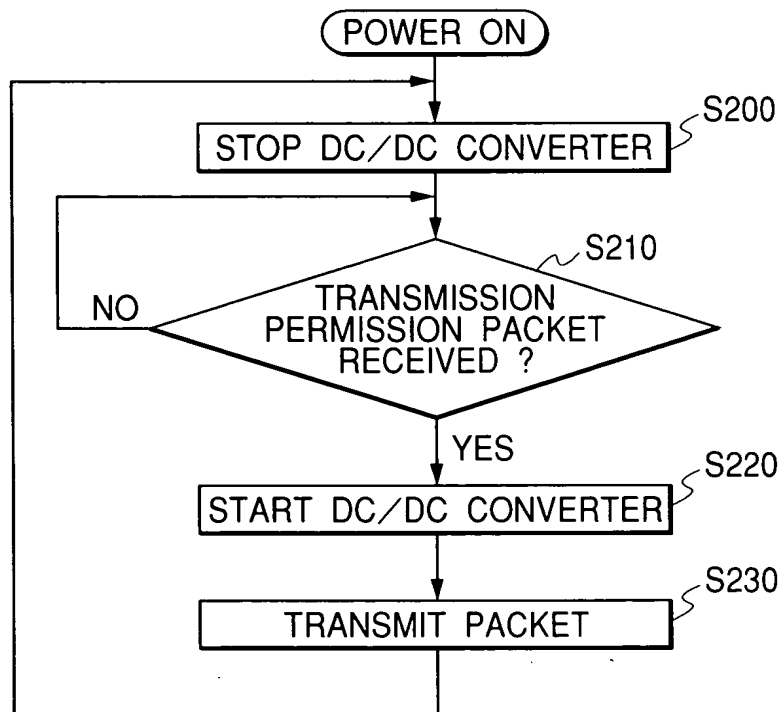 POWER ON
S200
STOP DC/DC CONVERTER
S210
TRANSMISSION
PERMISSION PACKET
RECEIVED ?
NO
YES
S220
START DC/DC CONVERTER
S230
TRANSMIT PACKET